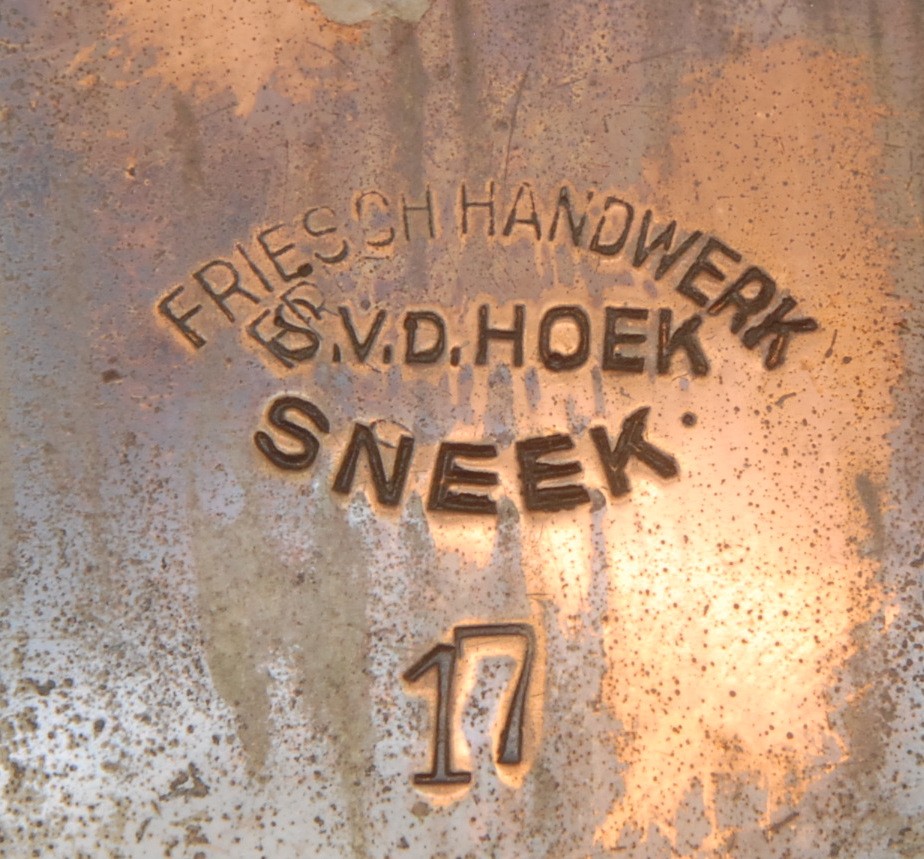 FRIESCH HANDWERK
S.V.D.HOEK
SNEEK.
17